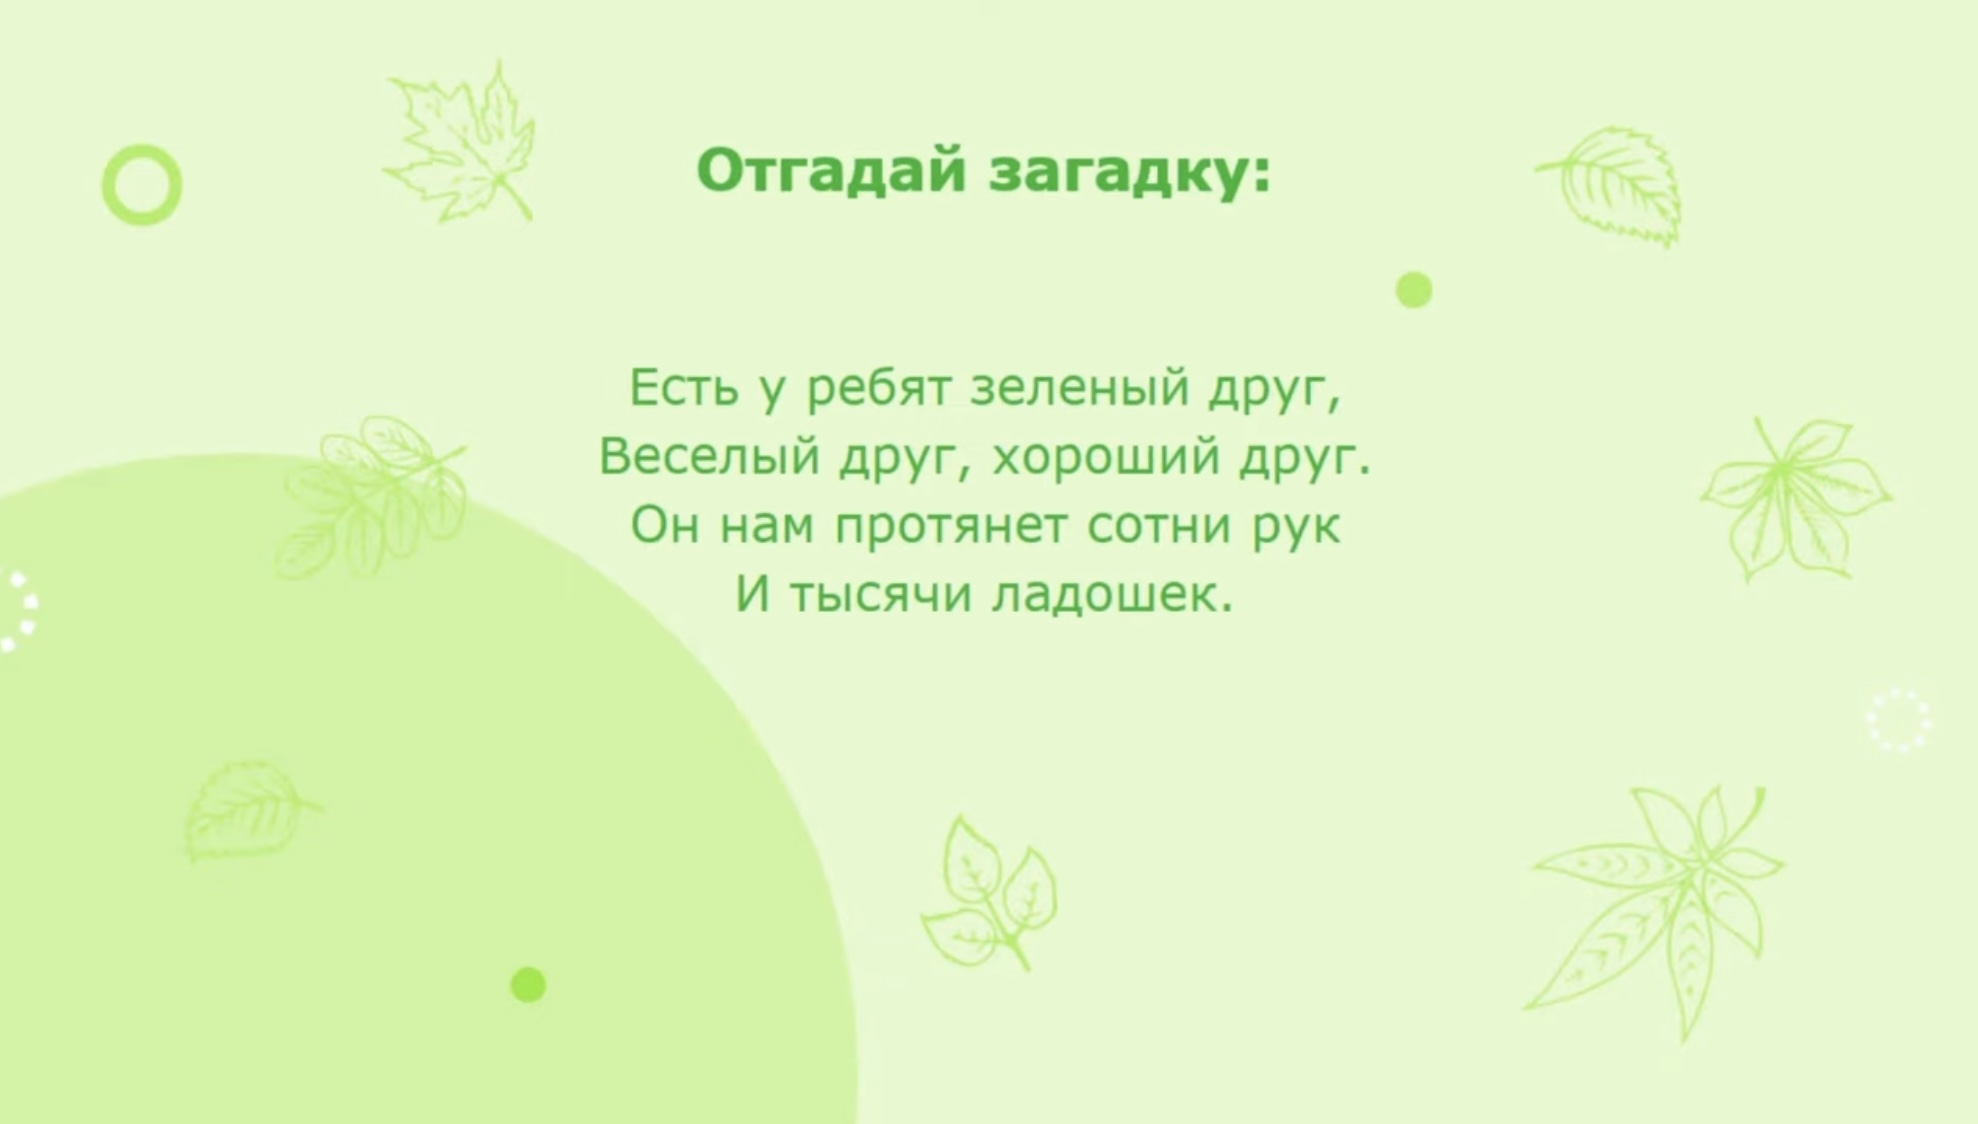 Отгадай загадку:
Есть у ребят зеленый друг,
Веселый друг, хороший друг.
Он нам протянет сотни рук
И тысячи ладошек.